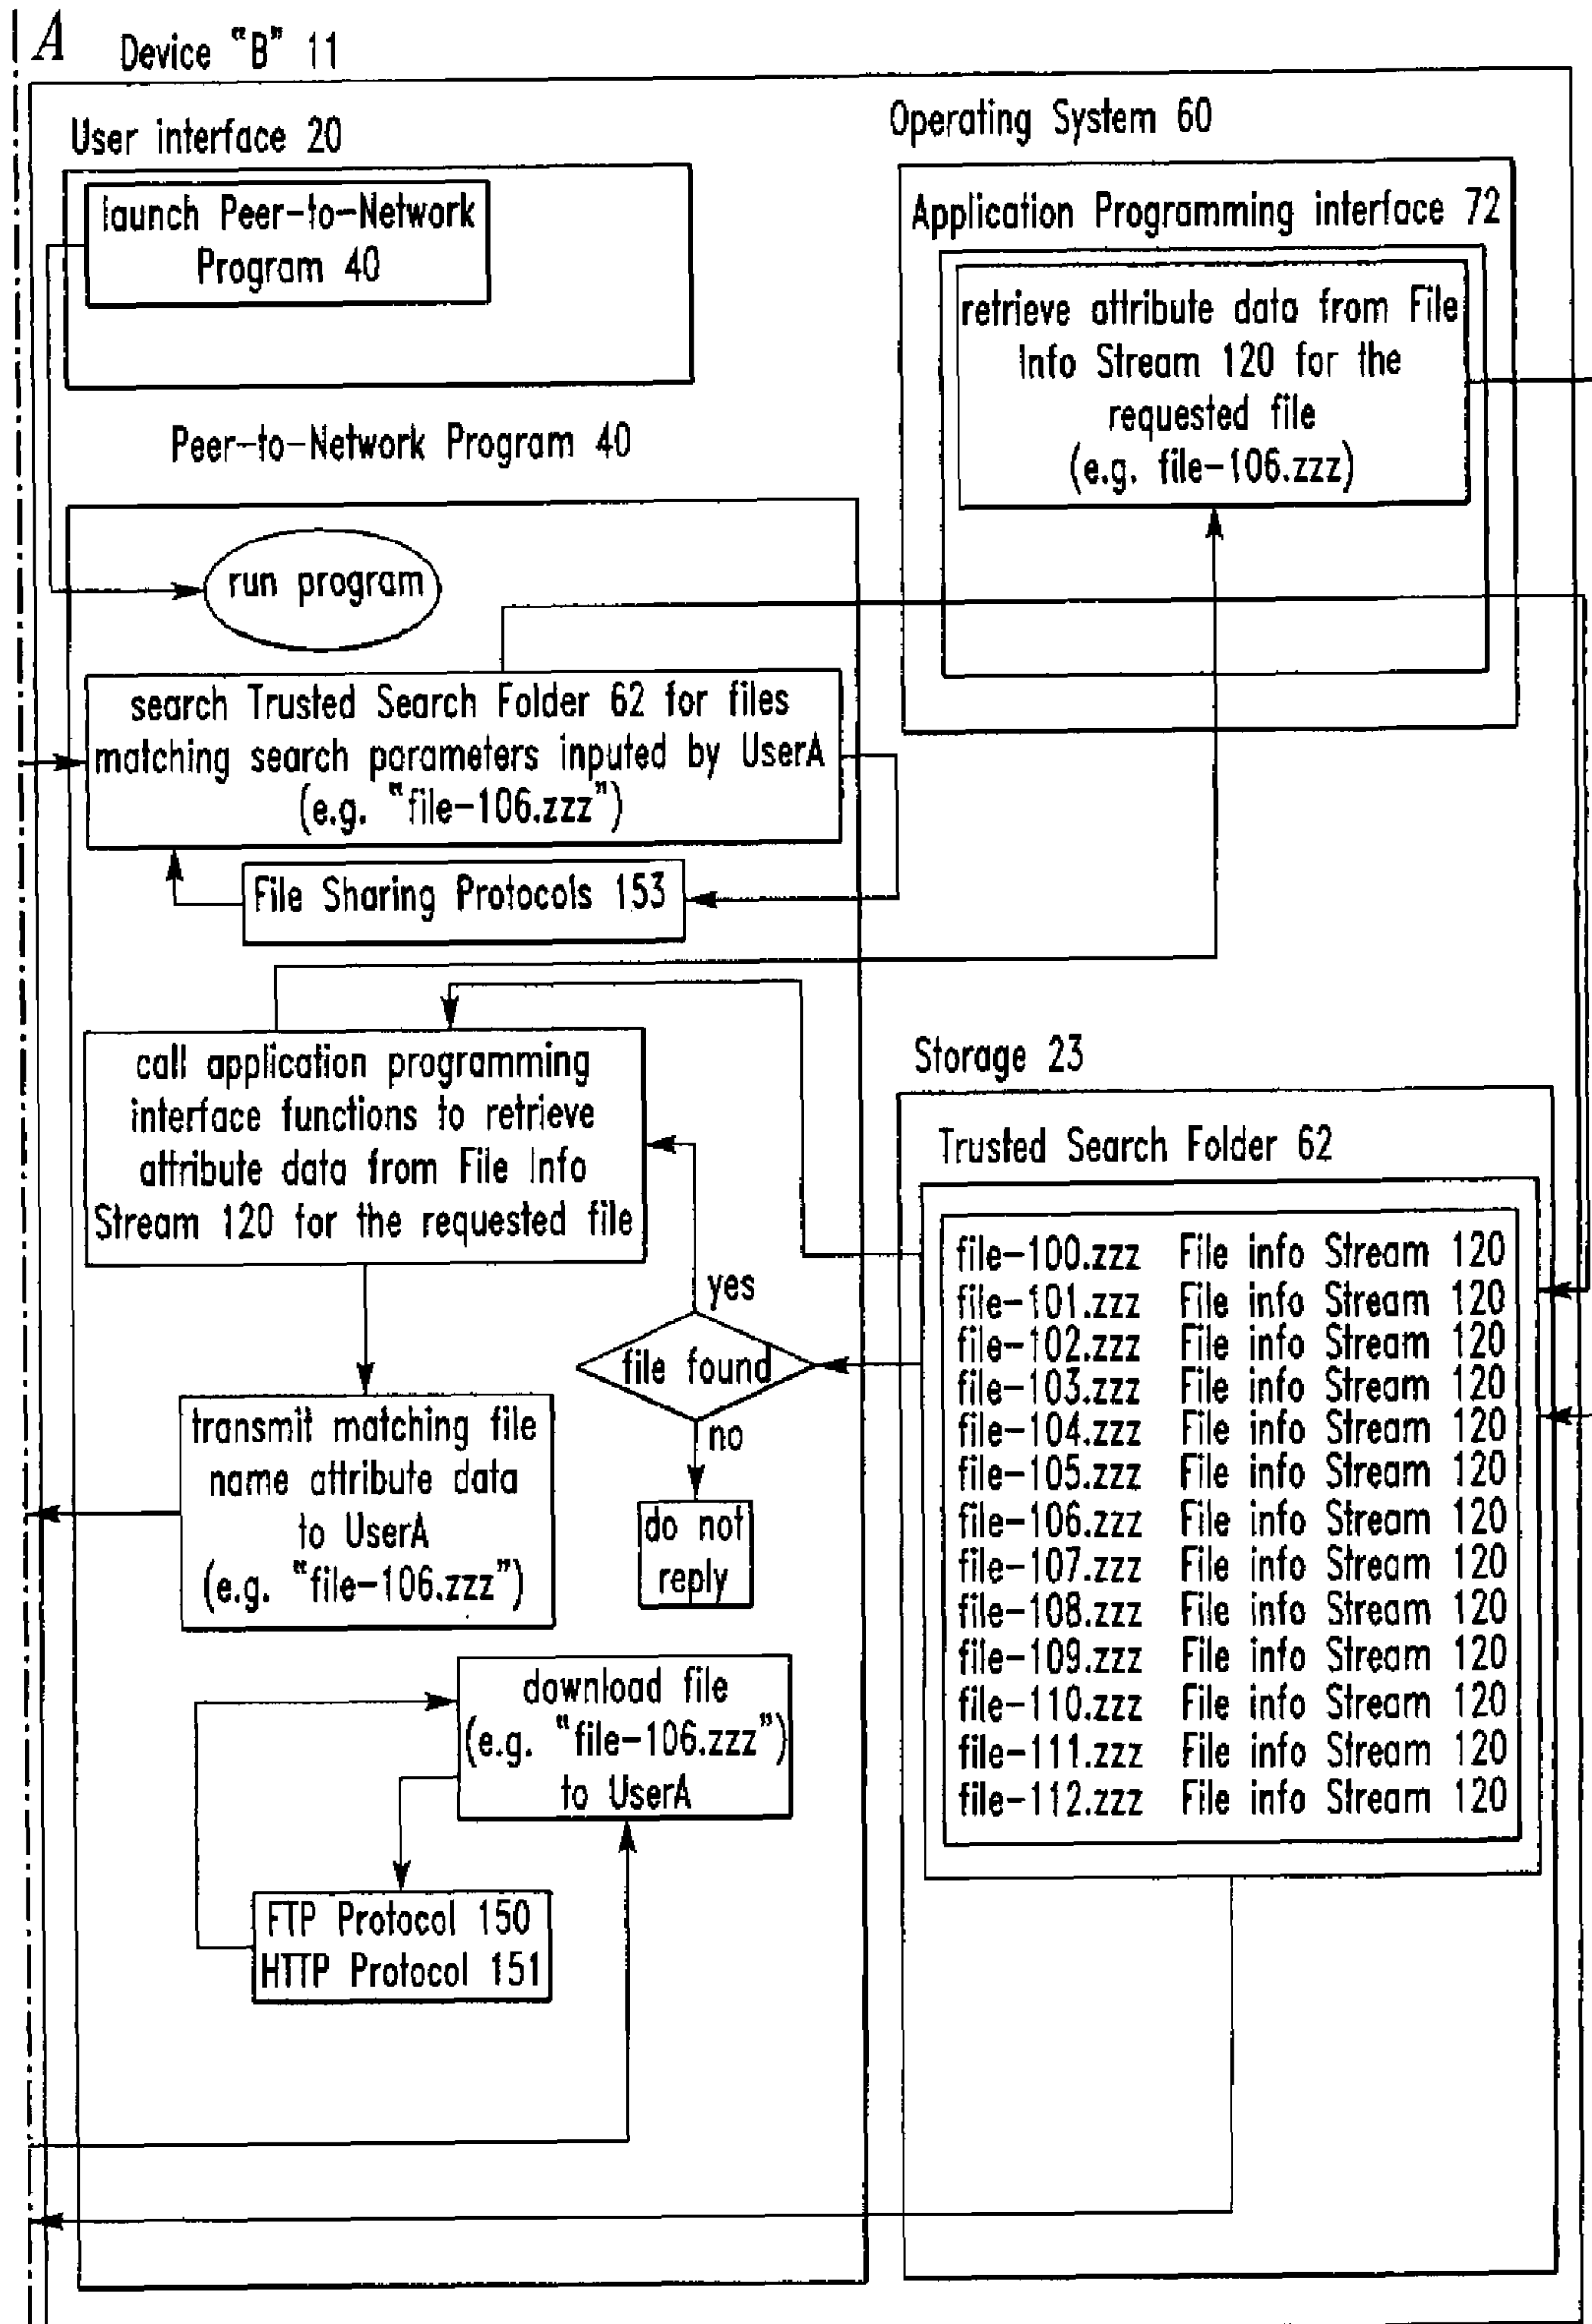 A
Device "B" 11
User interface 20
launch Peer-to-Network
Program 40
Operating System 60
Application Programming interface 72
retrieve attribute data from File
Info Stream 120 for the
requested file
(e.g. file-106.zzz)
Peer-to-Network Program 40
run program
search Trusted Search Folder 62 for files
matching search parameters inputed by UserA
(e.g. "file-106.zzz")
File Sharing Protocols 153
call application programming
interface functions to retrieve
attribute data from File Info
Stream 120 for the requested file
yes
file found
no
do not
reply
transmit matching file
name attribute data
to UserA
(e.g. "file-106.zzz")
download file
(e.g. "file-106.zzz")
to UserA
FTP Protocol 150
HTTP Protocol 151
Storage 23
Trusted Search Folder 62
file-100.zzz File info Stream 120
file-101.zzz File info Stream 120
file-102.zzz File info Stream 120
file-103.zzz File info Stream 120
file-104.zzz File info Stream 120
file-105.zzz File info Stream 120
file-106.zzz File info Stream 120
file-107.zzz File info Stream 120
file-108.zzz File info Stream 120
file-109.zzz File info Stream 120
file-110.zzz File info Stream 120
file-111.zzz File info Stream 120
file-112.zzz File info Stream 120